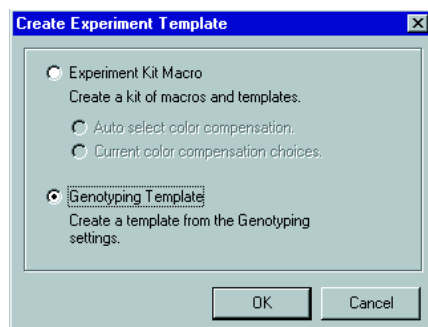 Create Experiment Template
Experiment Kit Macro
Create a kit of macros and templates.
Auto select color compensation.
Current color compensation choices.
Genotyping Template
Create a template from the Genotyping
settings.
OK Cancel